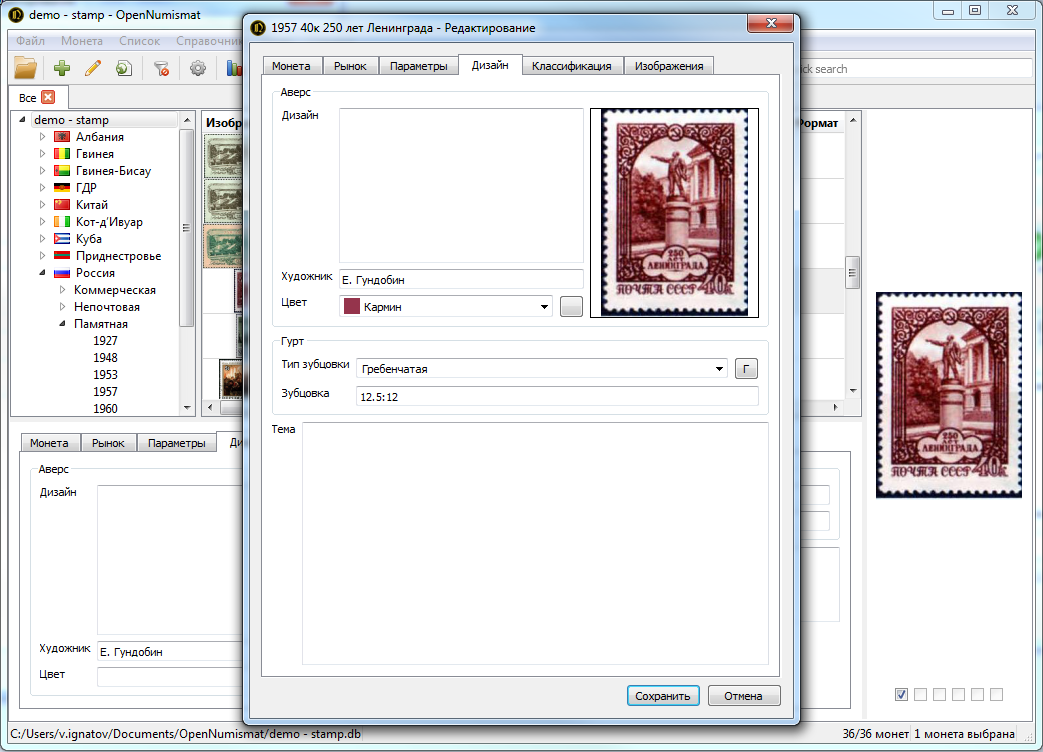 demo - stamp - OpenNumismat
Файл Монета Список Справочник
ck search
Все
demo - stamp
Албания
Гвинея
Гвинея-Бисау
ГДР
Китай
Кот-д'Ивуар
Куба
Приднестровье
Россия
Коммерческая
Непочтовая
Памятная
1927
1948
1953
1957
1960
Изобр
Формат
1957 40к 250 лет Ленинграда - Редактирование
Монета Рынок Параметры Дизайн Классификация Изображения
Аверс
Дизайн
250
ЛЕТ
ЛЕНИНГРАДА
ПОЧТА СССР 40к
Художник Е. Гундобин
Цвет Кармин
Гурт
Тип зубцовки Гребенчатая Г
Зубцовка 12.5:12
Тема
Сохранить Отмена
Монета Рынок Параметры Ди
Аверс
Дизайн
Художник Е. Гундобин
Цвет
250
ЛЕТ
ЛЕНИНГРАДА
ПОЧТА СССР 40к
C:/Users/v.ignatov/Documents/OpenNumismat/demo - stamp.db
36/36 монет 1 монета выбрана